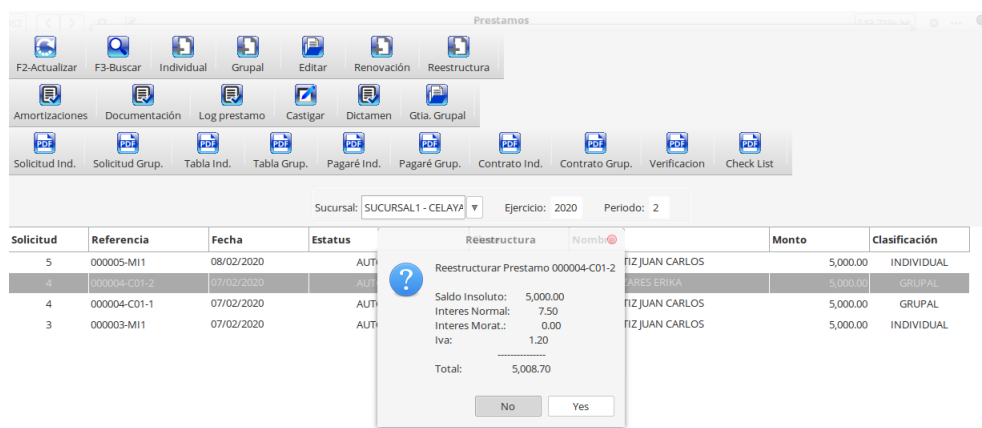 Prestamos
F2-Actualizar F3-Buscar Individual Grupal Editar Renovación Reestructura
Amortizaciones Documentación Log prestamo Castigar Dictamen Gtia. Grupal
PDF PDF PDF PDF PDF PDF PDF PDF PDF PDF
Solicitud Ind. Solicitud Grup. Tabla Ind. Tabla Grup. Pagaré Ind. Pagaré Grup. Contrato Ind. Contrato Grup. Verificacion Check List
Sucursal: SUCURSAL1 - CELAYA Ejercicio: 2020 Periodo: 2
Solicitud Referencia Fecha Estatus Nombre Monto Clasificación
5 000005-MI1 08/02/2020 AUT TIZ JUAN CARLOS 5,000.00 INDIVIDUAL
4 000004-C01-2 07/02/2020 AUT ZARES ERIKA 5,000.00 GRUPAL
4 000004-C01-1 07/02/2020 AUT TIZ JUAN CARLOS 5,000.00 GRUPAL
3 000003-MI1 07/02/2020 AUT TIZ JUAN CARLOS 5,000.00 INDIVIDUAL
Reestructura
Reestructurar Prestamo 000004-C01-2
Saldo Insoluto: 5,000.00
Interes Normal: 7.50
Interes Morat.: 0.00
Iva: 1.20
---------------
Total: 5,008.70
No Yes